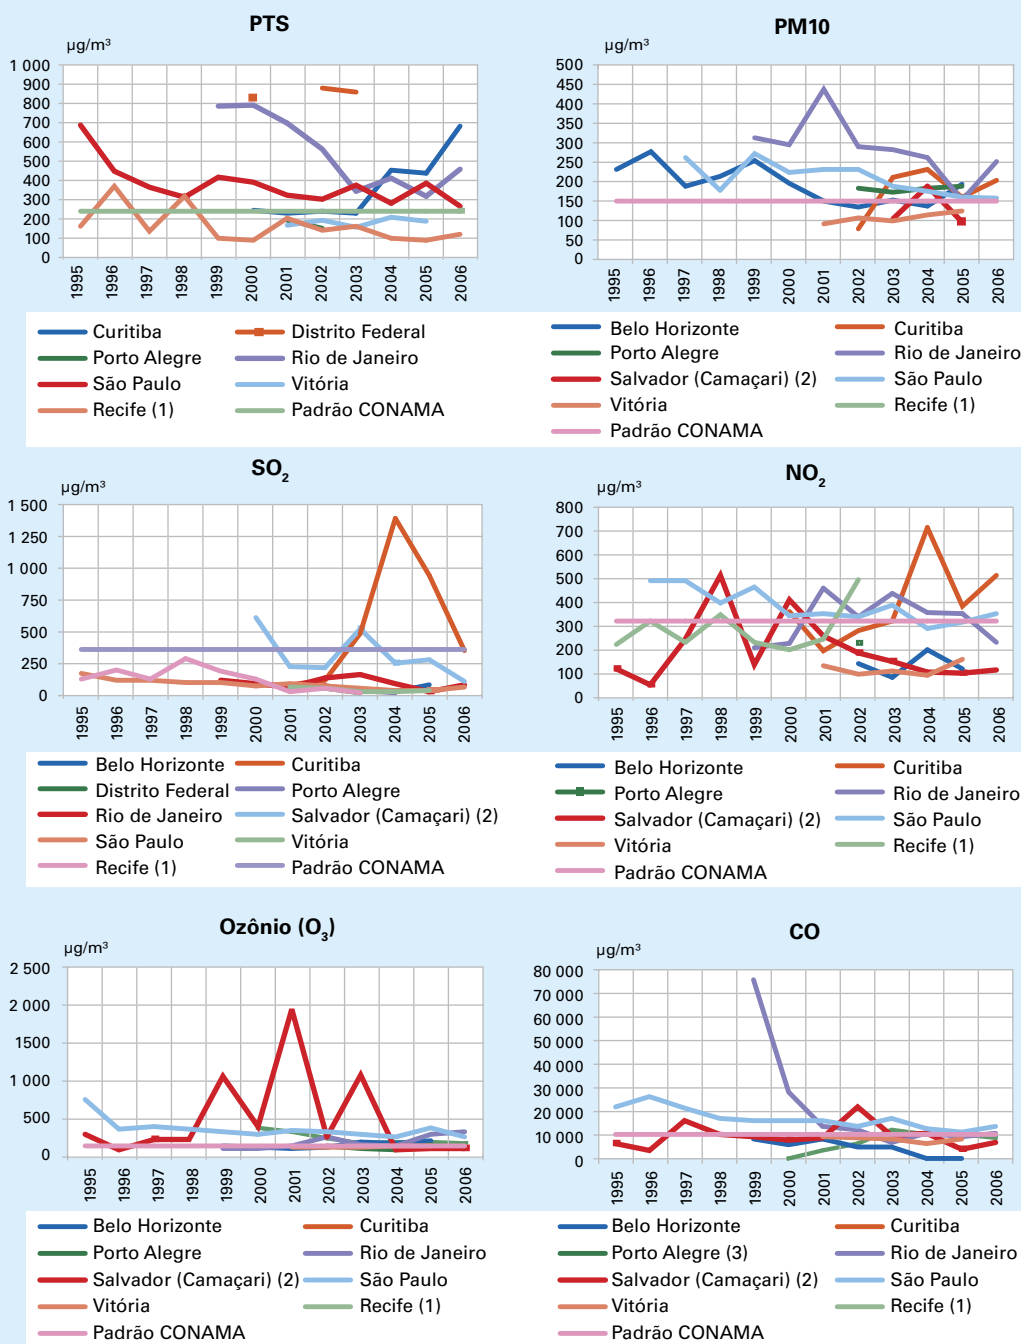 PTS
µg/m³
1 000
900
800
700
600
500
400
300
200
100
0
1995
1996
1997
1998
1999
2000
2001
2002
2003
2004
2005
2006
Curitiba
Distrito Federal
Porto Alegre
Rio de Janeiro
São Paulo
Vitória
Recife (1)
Padrão CONAMA
PM10
µg/m³
500
450
400
350
300
250
200
150
100
50
0
1995
1996
1997
1998
1999
2000
2001
2002
2003
2004
2005
2006
Belo Horizonte
Curitiba
Porto Alegre
Rio de Janeiro
Salvador (Camaçari) (2)
São Paulo
Vitória
Recife (1)
Padrão CONAMA
SO₂
µg/m³
1 500
1 250
1 000
750
500
250
0
1995
1996
1997
1998
1999
2000
2001
2002
2003
2004
2005
2006
Belo Horizonte
Curitiba
Distrito Federal
Porto Alegre
Rio de Janeiro
Salvador (Camaçari) (2)
São Paulo
Vitória
Recife (1)
Padrão CONAMA
NO₂
µg/m³
800
700
600
500
400
300
200
100
0
1995
1996
1997
1998
1999
2000
2001
2002
2003
2004
2005
2006
Belo Horizonte
Curitiba
Porto Alegre
Rio de Janeiro
Salvador (Camaçari) (2)
São Paulo
Vitória
Recife (1)
Padrão CONAMA
Ozônio (O₃)
µg/m³
2 500
2 000
1 500
1 000
500
0
1995
1996
1997
1998
1999
2000
2001
2002
2003
2004
2005
2006
Belo Horizonte
Curitiba
Porto Alegre
Rio de Janeiro
Salvador (Camaçari) (2)
São Paulo
Vitória
Recife (1)
Padrão CONAMA
CO
µg/m³
80 000
70 000
60 000
50 000
40 000
30 000
20 000
10 000
0
1995
1996
1997
1998
1999
2000
2001
2002
2003
2004
2005
2006
Belo Horizonte
Curitiba
Porto Alegre (3)
Rio de Janeiro
Salvador (Camaçari) (2)
São Paulo
Vitória
Recife (1)
Padrão CONAMA